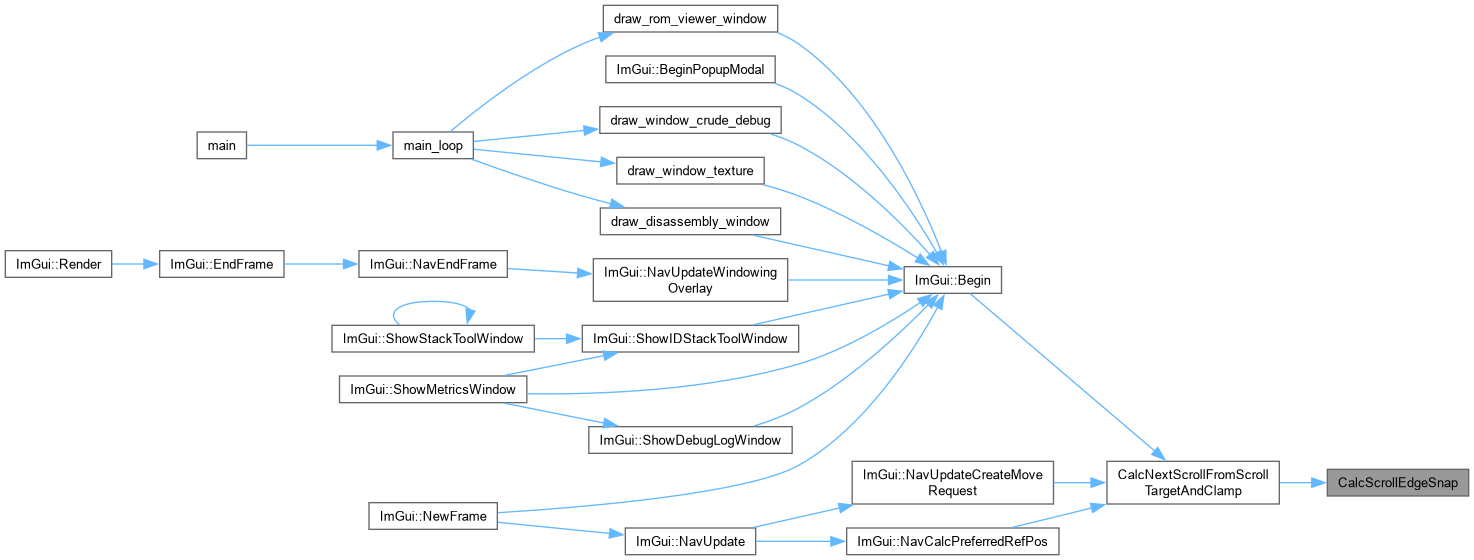 draw_rom_viewer_window
ImGui::BeginPopupModal
draw_window_crude_debug
main
main_loop
draw_window_texture
draw_disassembly_window
ImGui::Render
ImGui::EndFrame
ImGui::NavEndFrame
ImGui::NavUpdateWindowing
Overlay
ImGui::Begin
ImGui::ShowStackToolWindow
ImGui::ShowIDStackToolWindow
ImGui::ShowMetricsWindow
ImGui::ShowDebugLogWindow
ImGui::NavUpdateCreateMove
Request
CalcNextScrollFromScroll
TargetAndClamp
CalcScrollEdgeSnap
ImGui::NewFrame
ImGui::NavUpdate
ImGui::NavCalcPreferredRefPos